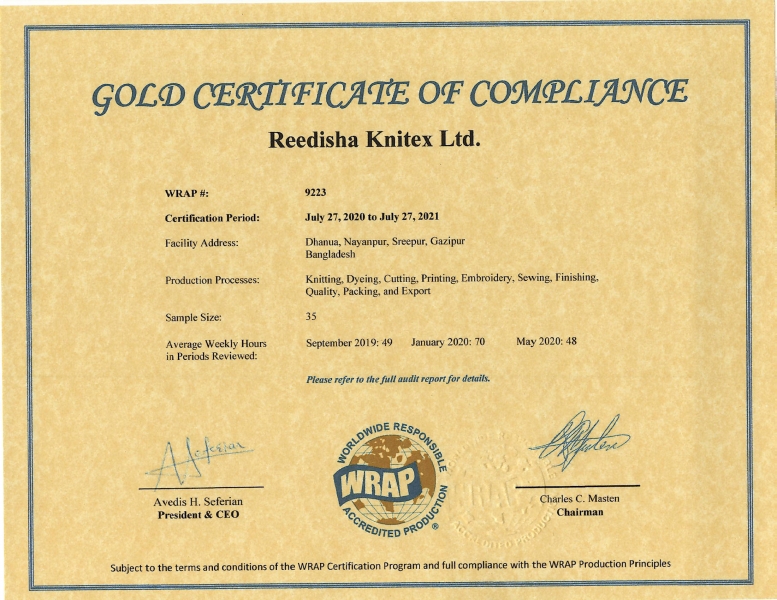 GOLD CERTIFICATE OF COMPLIANCE
Reedisha Knitex Ltd.
WRAP #: 9223
Certification Period: July 27, 2020 to July 27, 2021
Facility Address: Dhanua, Nayanpur, Sreepur, Gazipur
Bangladesh
Production Processes: Knitting, Dyeing, Cutting, Printing, Embroidery, Sewing, Finishing,
Quality, Packing, and Export
Sample Size: 35
Average Weekly Hours September 2019: 49 January 2020: 70 May 2020: 48
in Periods Reviewed:
Please refer to the full audit report for details.
WORLDWIDE RESPONSIBLE
WRAP
ACCREDITED PRODUCTION ®
Avedis H. Seferian
President & CEO
Charles C. Masten
Chairman
Subject to the terms and conditions of the WRAP Certification Program and full compliance with the WRAP Production Principles